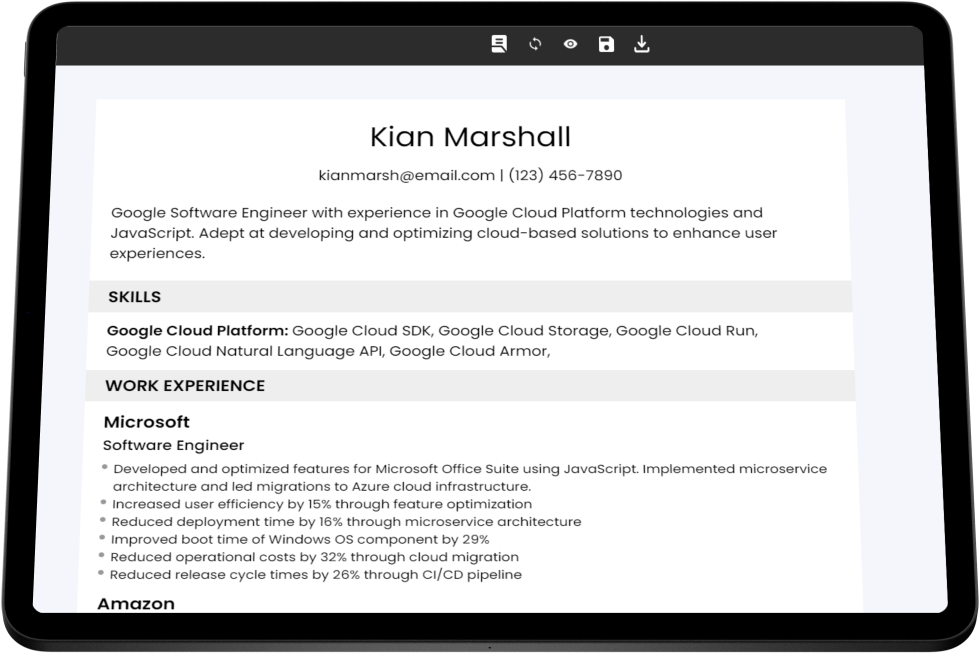 Kian Marshall
kianmarsh@email.com | (123) 456-7890
Google Software Engineer with experience in Google Cloud Platform technologies and
JavaScript. Adept at developing and optimizing cloud-based solutions to enhance user
experiences.
SKILLS
Google Cloud Platform: Google Cloud SDK, Google Cloud Storage, Google Cloud Run,
Google Cloud Natural Language API, Google Cloud Armor,
WORK EXPERIENCE
Microsoft
Software Engineer
• Developed and optimized features for Microsoft Office Suite using JavaScript. Implemented microservice
architecture and led migrations to Azure cloud infrastructure.
• Increased user efficiency by 15% through feature optimization
• Reduced deployment time by 16% through microservice architecture
• Improved boot time of Windows OS component by 29%
• Reduced operational costs by 32% through cloud migration
• Reduced release cycle times by 26% through CI/CD pipeline
Amazon